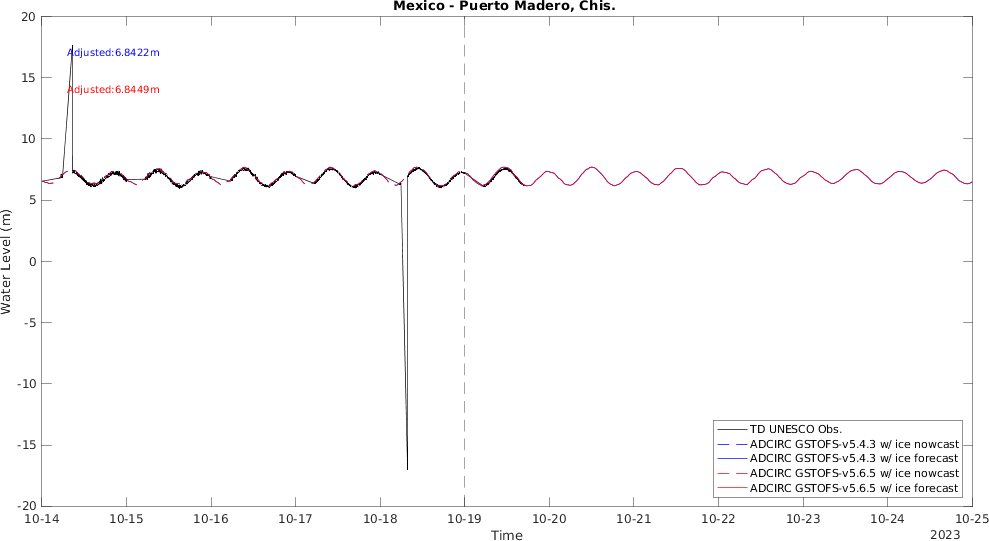 Mexico - Puerto Madero, Chis.
20
15
10
5
0
-5
-10
-15
-20
Water Level (m)
Adjusted:6.8422m
Adjusted:6.8449m
TD UNESCO Obs.
ADCIRC GSTOFS-v5.4.3 w/ ice nowcast
ADCIRC GSTOFS-v5.4.3 w/ ice forecast
ADCIRC GSTOFS-v5.6.5 w/ ice nowcast
ADCIRC GSTOFS-v5.6.5 w/ ice forecast
10-14 10-15 10-16 10-17 10-18 10-19 10-20 10-21 10-22 10-23 10-24 10-25
Time
2023